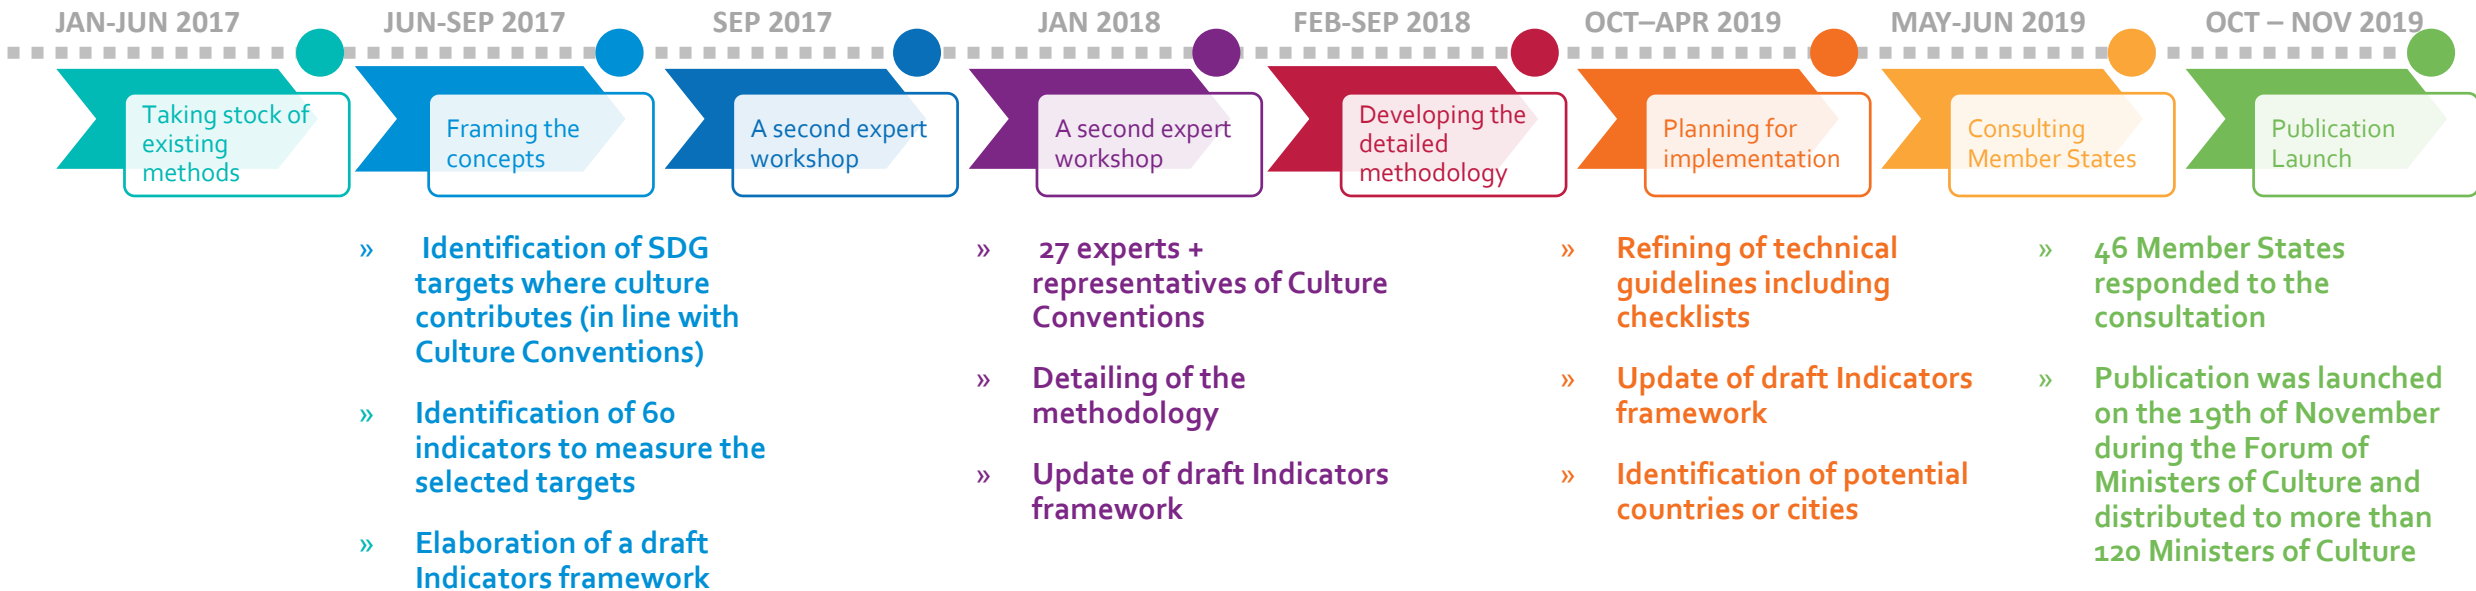 JAN-JUN 2017
JUN-SEP 2017
SEP 2017
JAN 2018
FEB-SEP 2018
OCT–APR 2019
MAY-JUN 2019
OCT – NOV 2019
Taking stock of
existing
methods
Framing the
concepts
A second expert
workshop
A second expert
workshop
Developing the
detailed
methodology
Planning for
implementation
Consulting
Member States
Publication
Launch
» Identification of SDG
targets where culture
contributes (in line with
Culture Conventions)
» Identification of 60
indicators to measure the
selected targets
» Elaboration of a draft
Indicators framework
» 27 experts +
representatives of Culture
Conventions
» Detailing of the
methodology
» Update of draft Indicators
framework
» Refining of technical
guidelines including
checklists
» Update of draft Indicators
framework
» Identification of potential
countries or cities
» 46 Member States
responded to the
consultation
» Publication was launched
on the 19th of November
during the Forum of
Ministers of Culture and
distributed to more than
120 Ministers of Culture